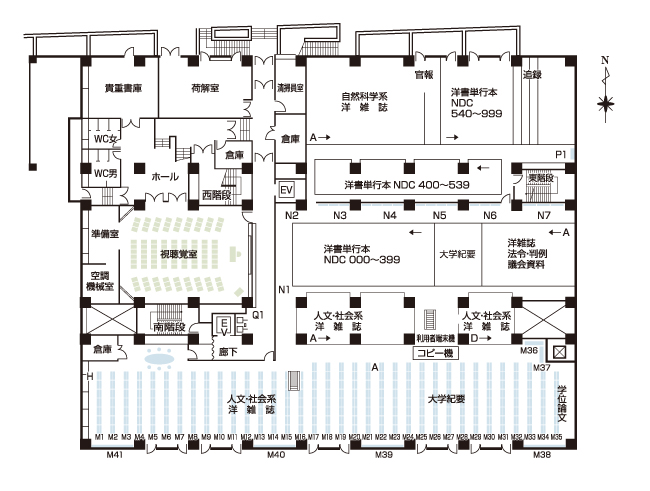 N
貴重書庫
荷解室
清掃員室
自然科学系
洋 雑 誌
A
官報
洋書単行本
NDC
540～999
追録
WC女
WC男
ホール
倉庫
倉庫
西階段
EV
洋書単行本 NDC 400～539
P1
東階段
N2
N3
N4
N5
N6
N7
準備室
視聴覚室
空調
機械室
洋書単行本
NDC 000～399
大学紀要
洋雑誌
法令・判例
議会資料
A
N1
Q1
南階段
E
V
倉庫
廊下
人文・社会系
洋 雑 誌
A
利用者端末機
コピー機
人文・社会系
洋 雑 誌
D
M36
M37
H
A
人文・社会系
洋 雑 誌
大学紀要
学位論文
M1 M2 M3 M4 M5 M6 M7 M8 M9 M10 M11 M12 M13 M14 M15 M16 M17 M18 M19 M20 M21 M22 M23 M24 M25 M26 M27 M28 M29 M30 M31 M32 M33 M34 M35
M41
M40
M39
M38